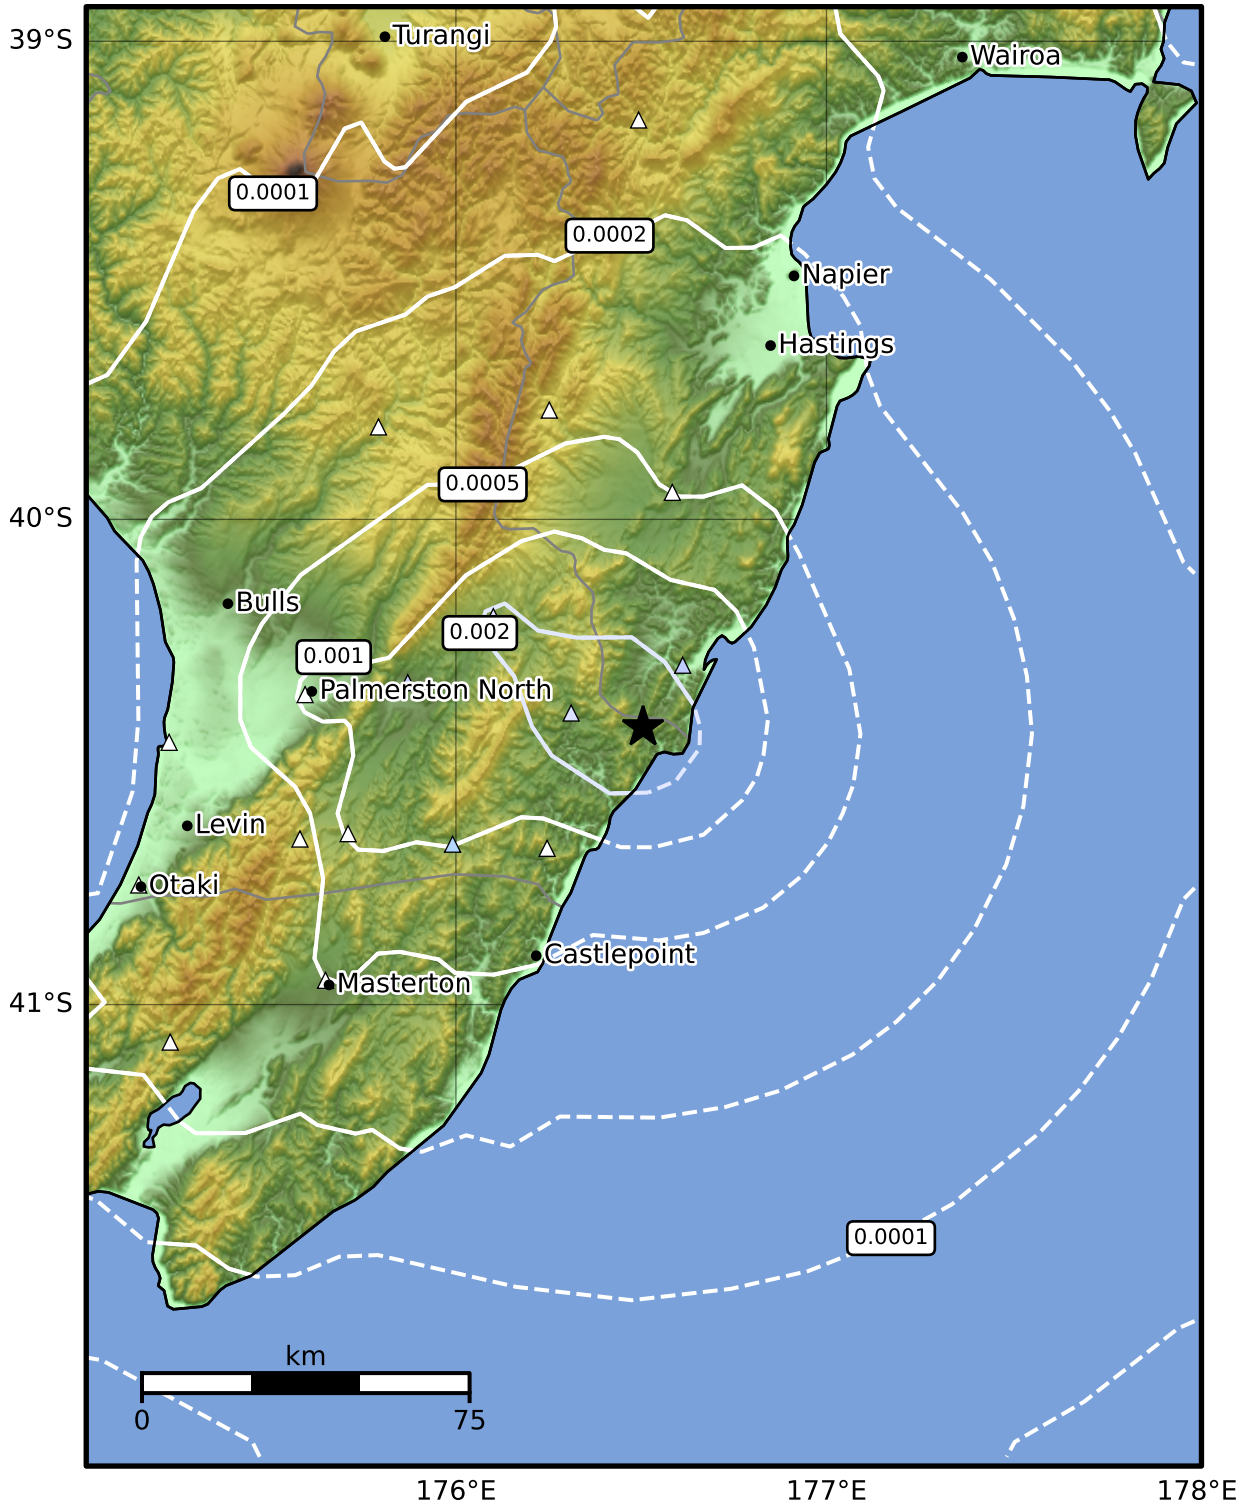 39°S
Turangi
Wairoa
0.0001
0.0002
Napier
Hastings
0.0005
40°S
Bulls
0.002
0.001
Palmerston North
Levin
Otaki
Castlepoint
Masterton
41°S
0.0001
km
0 75
176°E 177°E 178°E